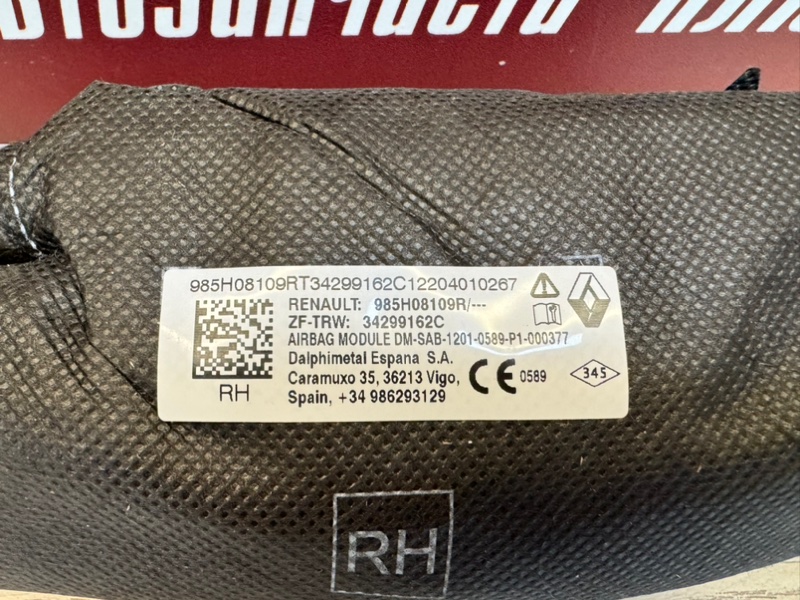 автозапчасти
985H08109RT34299162C12204010267
RENAULT: 985H08109R/---
ZF-TRW: 34299162C
AIRBAG MODULE DM-SAB-1201-0589-P1-000377
Dalphimetal Espana S.A.
Caramuxo 35, 36213 Vigo,
Spain, +34 986293129
CE 0589
345
RH
RH